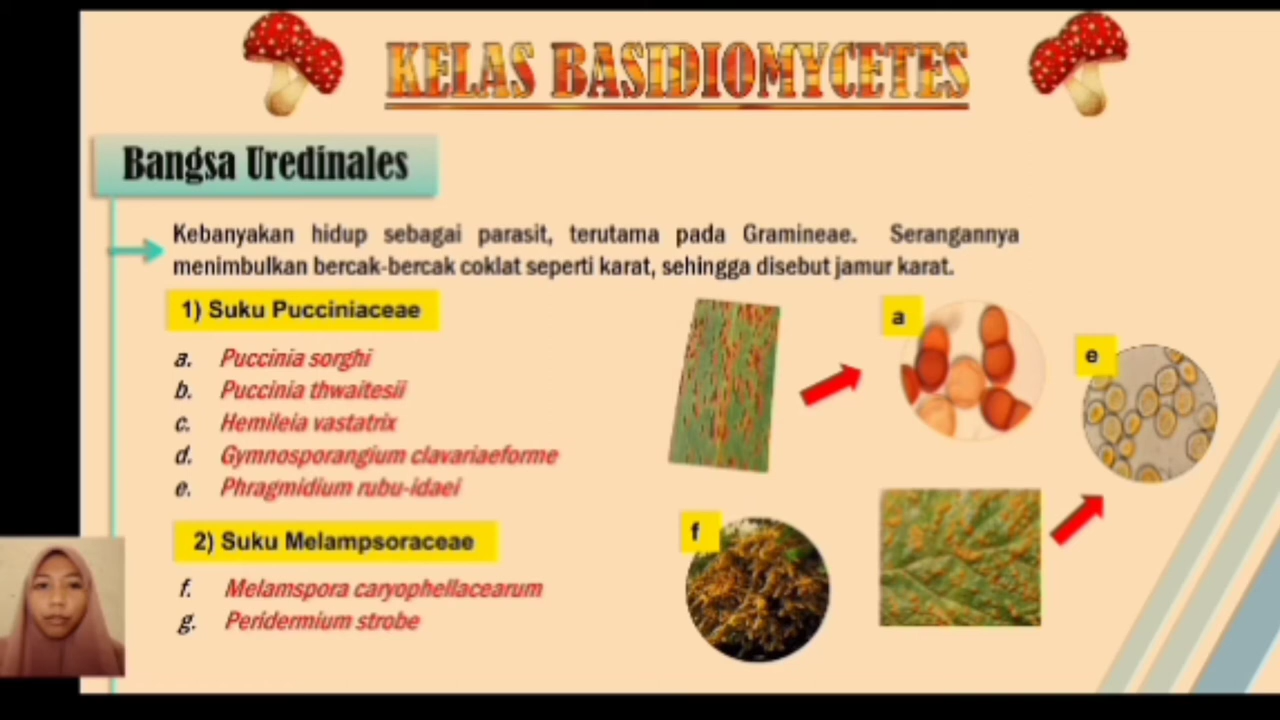 KELAS BASIDIOMYCETES
Bangsa Uredinales
Kebanyakan hidup sebagai parasit, terutama pada Gramineae. Serangannya
menimbulkan bercak-bercak coklat seperti karat, sehingga disebut jamur karat.
1) Suku Pucciniaceae
a. Puccinia sorghi
b. Puccinia thwaitesii
c. Hemileia vastatrix
d. Gymnosporangium clavariaeforme
e. Phragmidium rubu-idaei
2) Suku Melampsoraceae
f. Melamspora caryophellacearum
g. Peridermium strobe
a
e
f